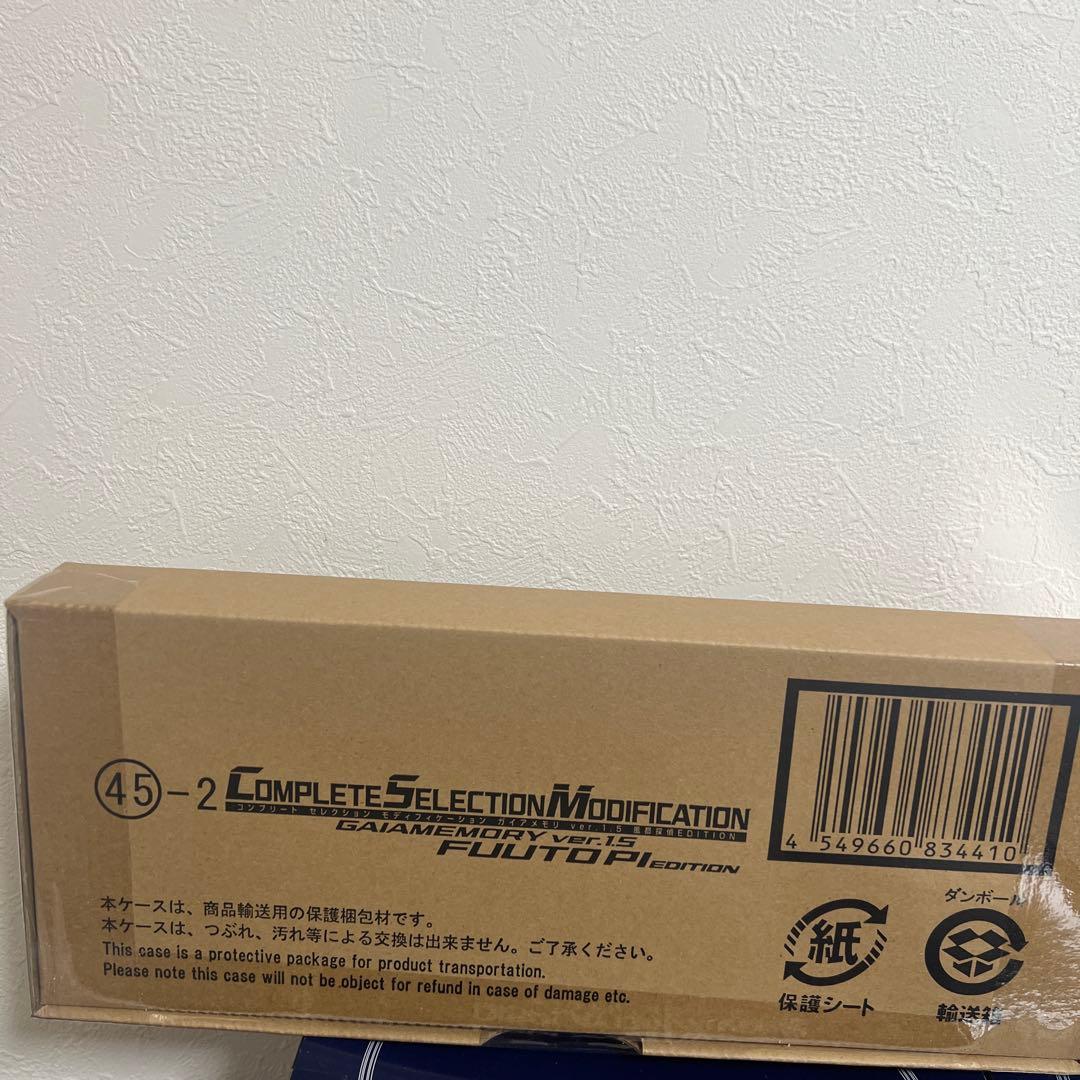 ㊺-2 COMPLETE SELECTION MODIFICATION
コンプリート セレクション モディフィケーション ガイアメモリ ver.1.5 風都探偵EDITION
GAIAMEMORY ver.1.5
FUUTO PI EDITION
本ケースは、商品輸送用の保護梱包材です。
本ケースは、つぶれ、汚れ等による交換は出来ません。ご了承ください。
This case is a protective package for product transportation.
Please note this case will not be object for refund in case of damage etc.
4 549660 834410
紙
保護シート
ダンボール
輸送箱